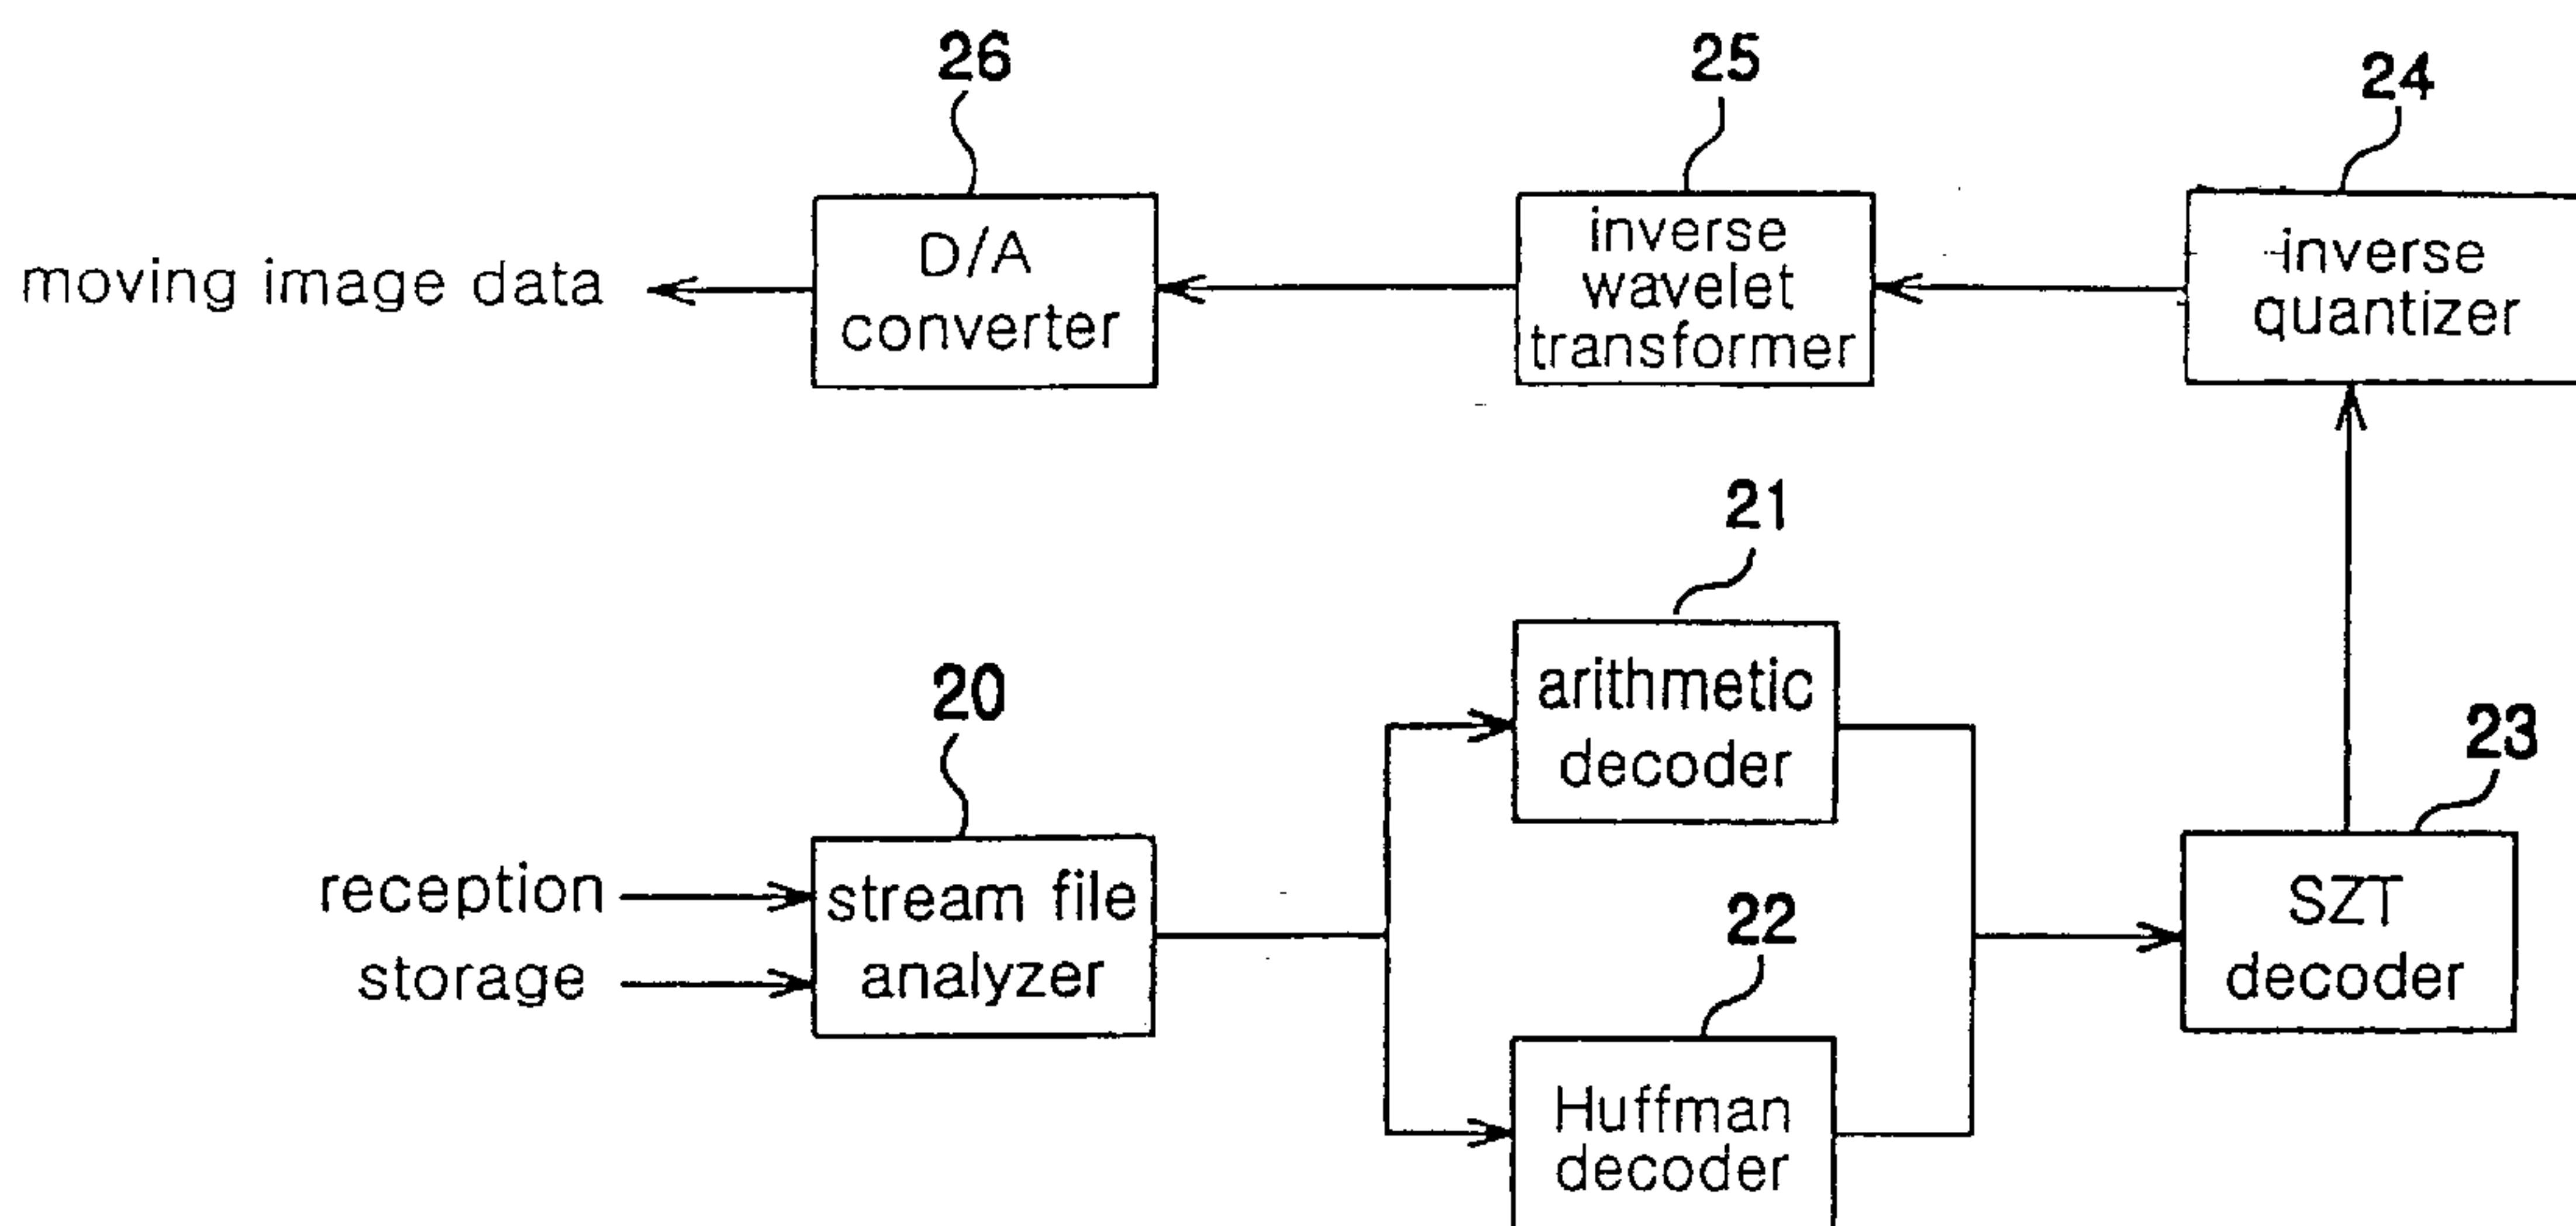 26
25
24
moving image data
D/A
converter
inverse
wavelet
transformer
inverse
quantizer
21
arithmetic
decoder
20
23
reception
storage
stream file
analyzer
22
SZT
decoder
Huffman
decoder